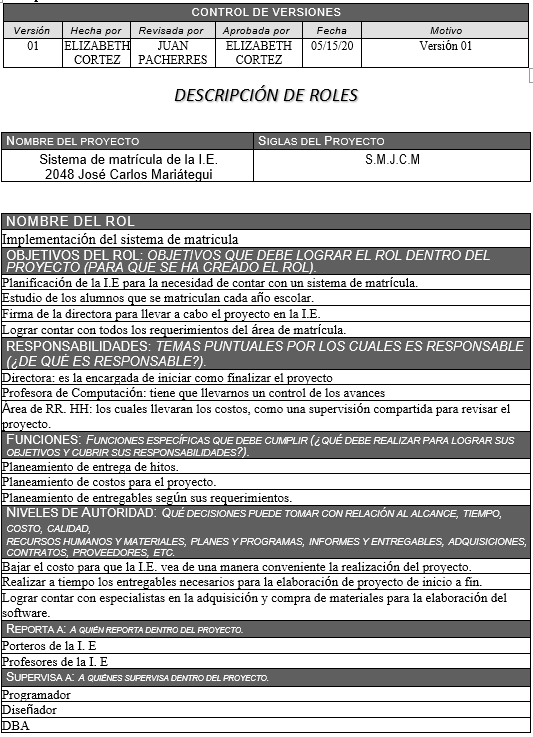 CONTROL DE VERSIONES
Versión Hecha por Revisada por Aprobada por Fecha Motivo
01 ELIZABETH CORTEZ JUAN PACHERRES ELIZABETH CORTEZ 05/15/20 Versión 01
DESCRIPCIÓN DE ROLES
NOMBRE DEL PROYECTO SIGLAS DEL PROYECTO
Sistema de matrícula de la I.E. S.M.J.C.M
2048 José Carlos Mariátegui
NOMBRE DEL ROL
Implementación del sistema de matricula
OBJETIVOS DEL ROL: OBJETIVOS QUE DEBE LOGRAR EL ROL DENTRO DEL
PROYECTO (PARA QUE SE HA CREADO EL ROL).
Planificación de la I.E para la necesidad de contar con un sistema de matrícula.
Estudio de los alumnos que se matriculan cada año escolar.
Firma de la directora para llevar a cabo el proyecto en la I.E.
Lograr contar con todos los requerimientos del área de matrícula.
RESPONSABILIDADES: TEMAS PUNTUALES POR LOS CUALES ES RESPONSABLE
(¿DE QUÉ ES RESPONSABLE?).
Directora: es la encargada de iniciar como finalizar el proyecto
Profesora de Computación: tiene que llevarnos un control de los avances
Área de RR. HH: los cuales llevaran los costos, como una supervisión compartida para revisar el
proyecto.
FUNCIONES: FUNCIONES ESPECÍFICAS QUE DEBE CUMPLIR (¿QUÉ DEBE REALIZAR PARA LOGRAR SUS
OBJETIVOS Y CUBRIR SUS RESPONSABILIDADES?).
Planeamiento de entrega de hitos.
Planeamiento de costos para el proyecto.
Planeamiento de entregables según sus requerimientos.
NIVELES DE AUTORIDAD: QUÉ DECISIONES PUEDE TOMAR CON RELACIÓN AL ALCANCE, TIEMPO,
COSTO, CALIDAD,
RECURSOS HUMANOS Y MATERIALES, PLANES Y PROGRAMAS, INFORMES Y ENTREGABLES, ADQUISICIONES,
CONTRATOS, PROVEEDORES, ETC.
Bajar el costo para que la I.E. vea de una manera conveniente la realización del proyecto.
Realizar a tiempo los entregables necesarios para la elaboración de proyecto de inicio a fin.
Lograr contar con especialistas en la adquisición y compra de materiales para la elaboración del
software.
REPORTA A: A QUIÉN REPORTA DENTRO DEL PROYECTO.
Porteros de la I. E
Profesores de la I. E
SUPERVISA A: A QUIÉNES SUPERVISA DENTRO DEL PROYECTO.
Programador
Diseñador
DBA